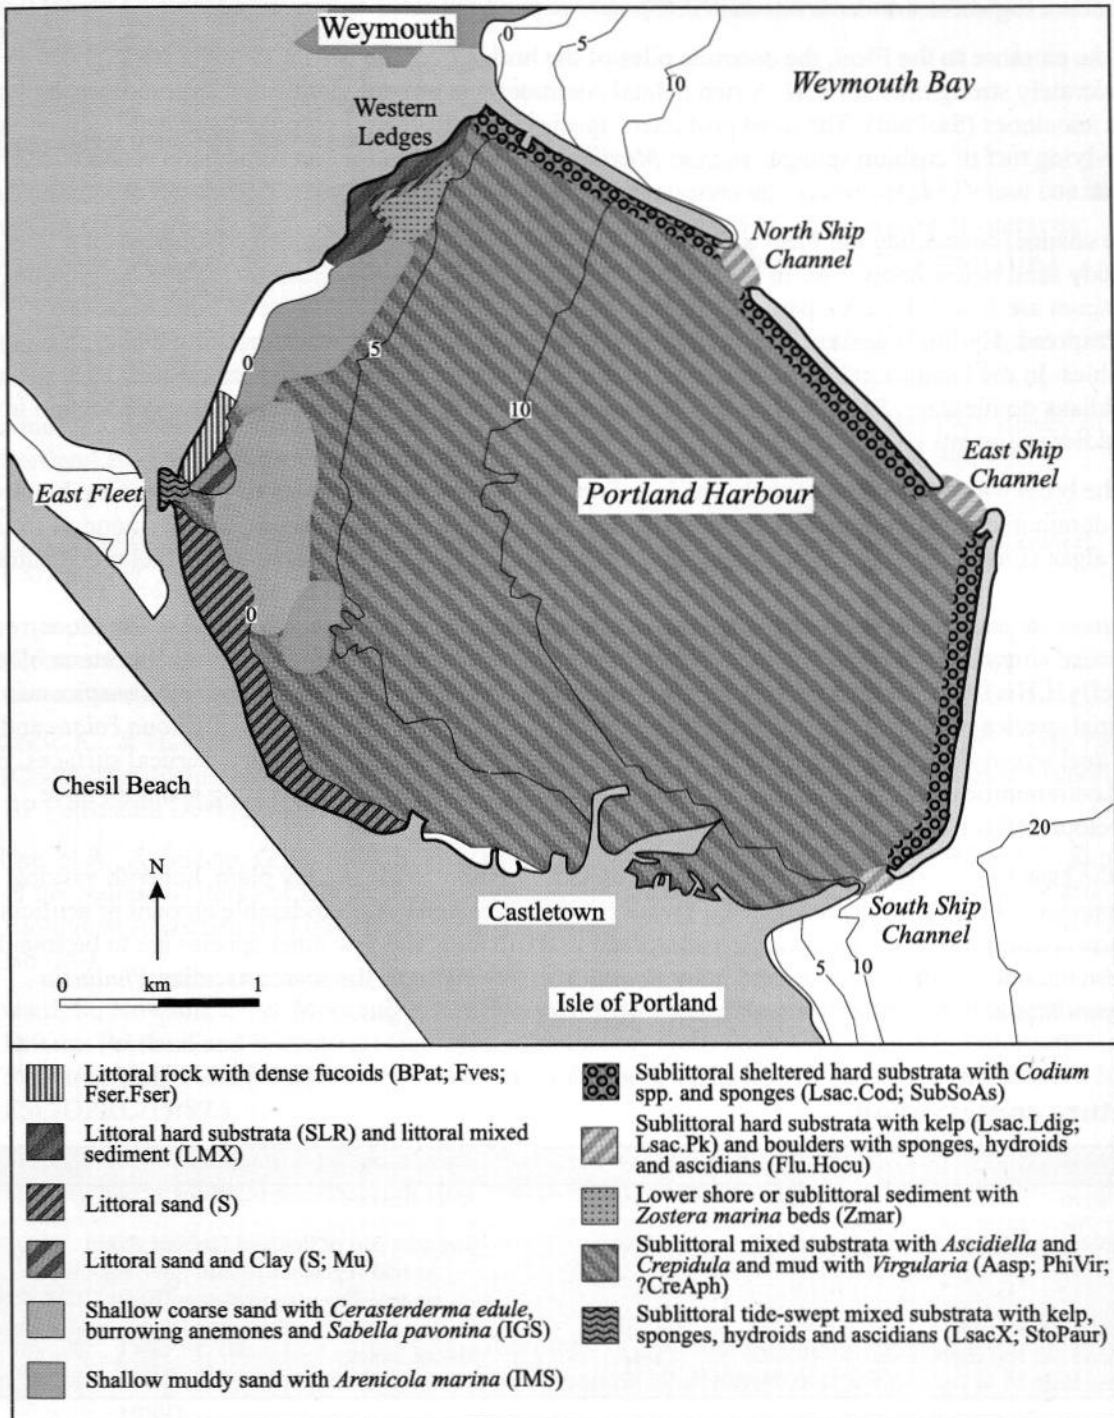 Weymouth
0
5
10
Weymouth Bay
Western
Ledges
North Ship
Channel
0
5
10
East Ship
Channel
East Fleet
Portland Harbour
0
Chesil Beach
20
N
Castletown
South Ship
Channel
5
10
0 km 1
Isle of Portland
Littoral rock with dense fucoids (BPat; Fves;
Fser.Fser)
Littoral hard substrata (SLR) and littoral mixed
sediment (LMX)
Littoral sand (S)
Littoral sand and Clay (S; Mu)
Shallow coarse sand with Cerasterderma edule,
burrowing anemones and Sabella pavonina (IGS)
Shallow muddy sand with Arenicola marina (IMS)
Sublittoral sheltered hard substrata with Codium
spp. and sponges (Lsac.Cod; SubSoAs)
Sublittoral hard substrata with kelp (Lsac.Ldig;
Lsac.Pk) and boulders with sponges, hydroids
and ascidians (Flu.Hocu)
Lower shore or sublittoral sediment with
Zostera marina beds (Zmar)
Sublittoral mixed substrata with Ascidiella and
Crepidula and mud with Virgularia (Aasp; PhiVir;
?CreAph)
Sublittoral tide-swept mixed substrata with kelp,
sponges, hydroids and ascidians (LsacX; StoPaur)